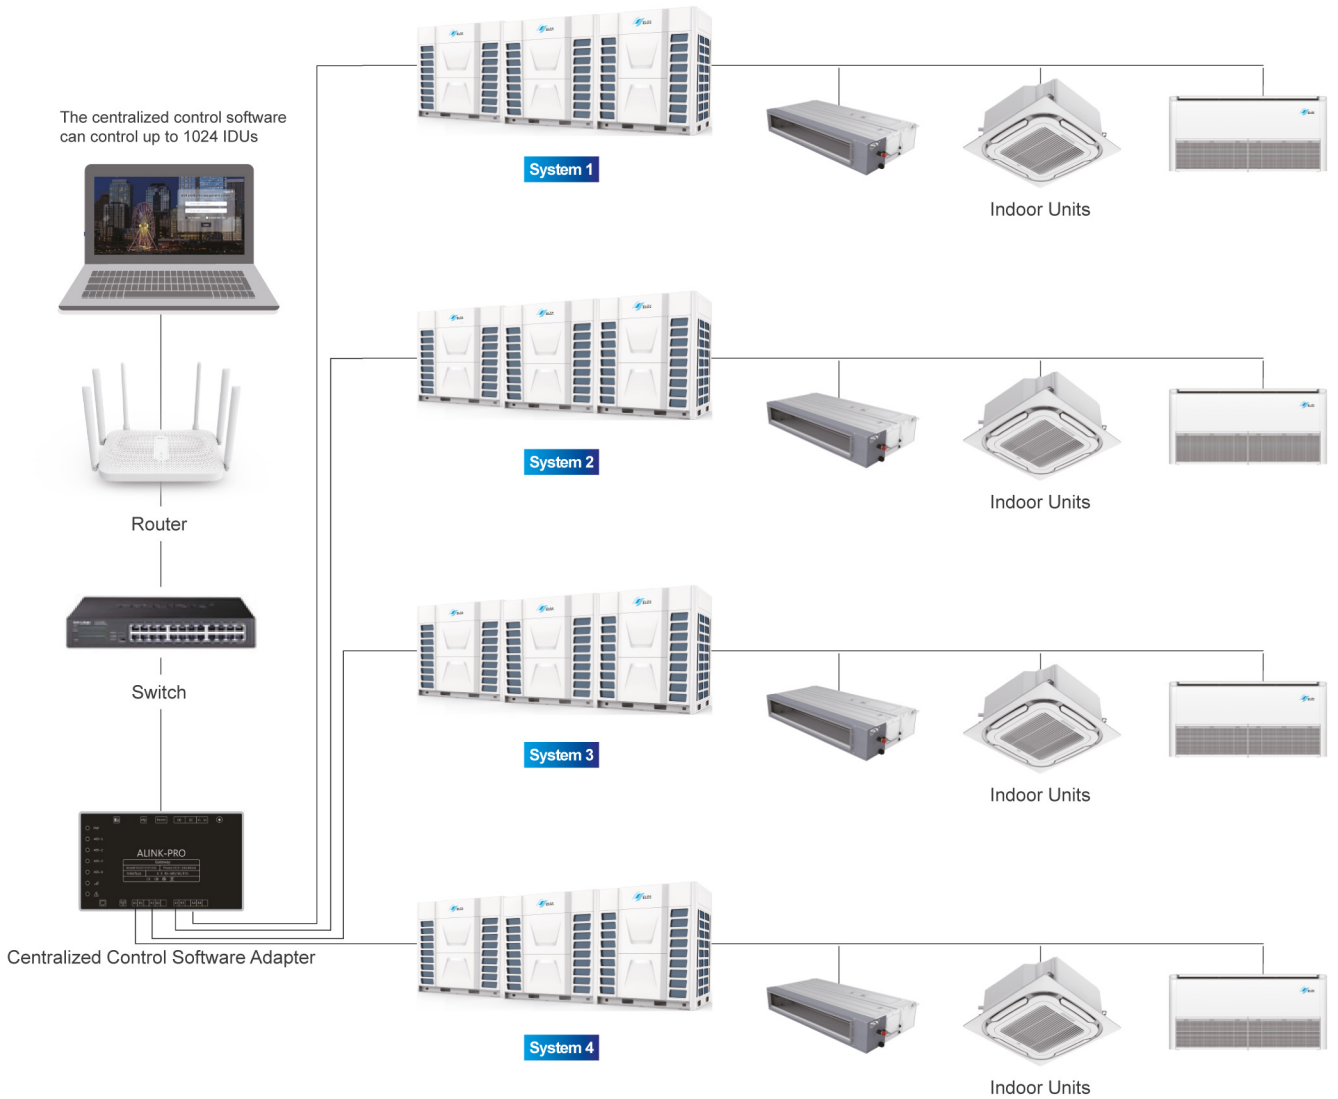 The centralized control software
can control up to 1024 IDUs
System 1
Indoor Units
System 2
Indoor Units
Router
Switch
System 3
Indoor Units
ALINK-PRO
Gateway
Centralized Control Software Adapter
System 4
Indoor Units